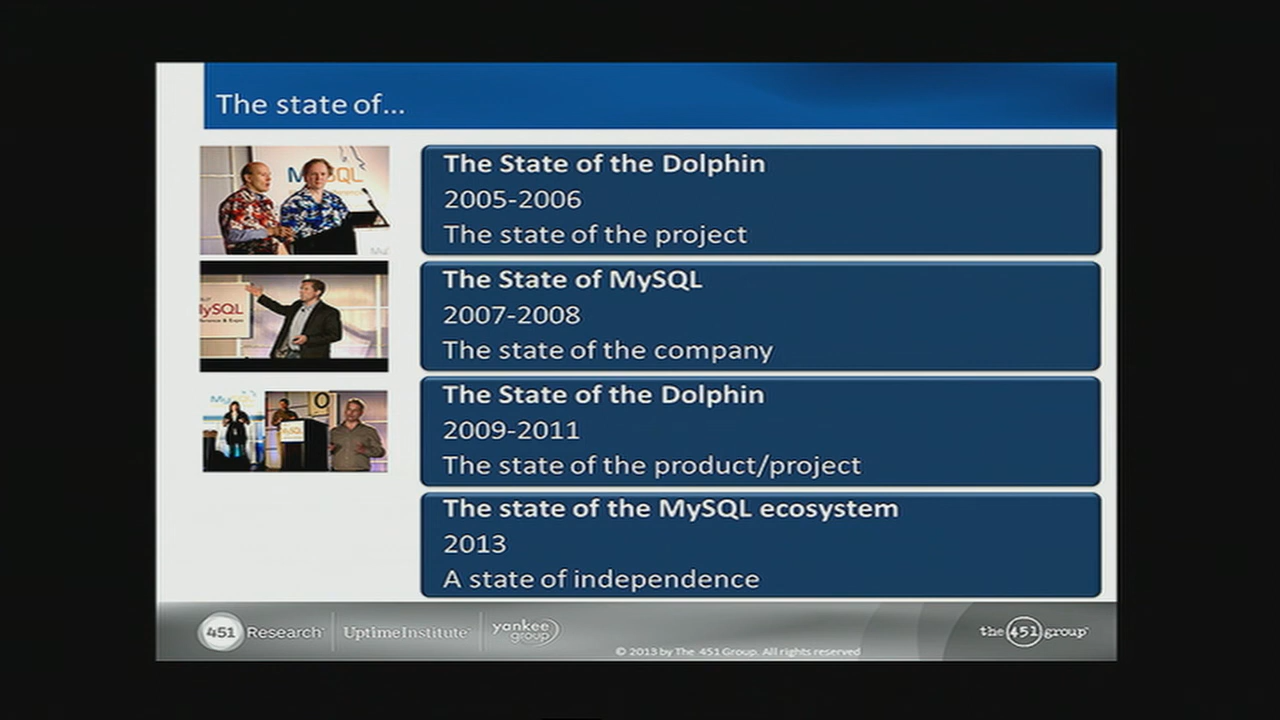 The state of...
The State of the Dolphin
2005-2006
The state of the project
The State of MySQL
2007-2008
The state of the company
The State of the Dolphin
2009-2011
The state of the product/project
The state of the MySQL ecosystem
2013
A state of independence
MySQL
MySQL
MySQL
451 Research
UptimeInstitute
yankee group
the 451 group
© 2013 by The 451 Group. All rights reserved